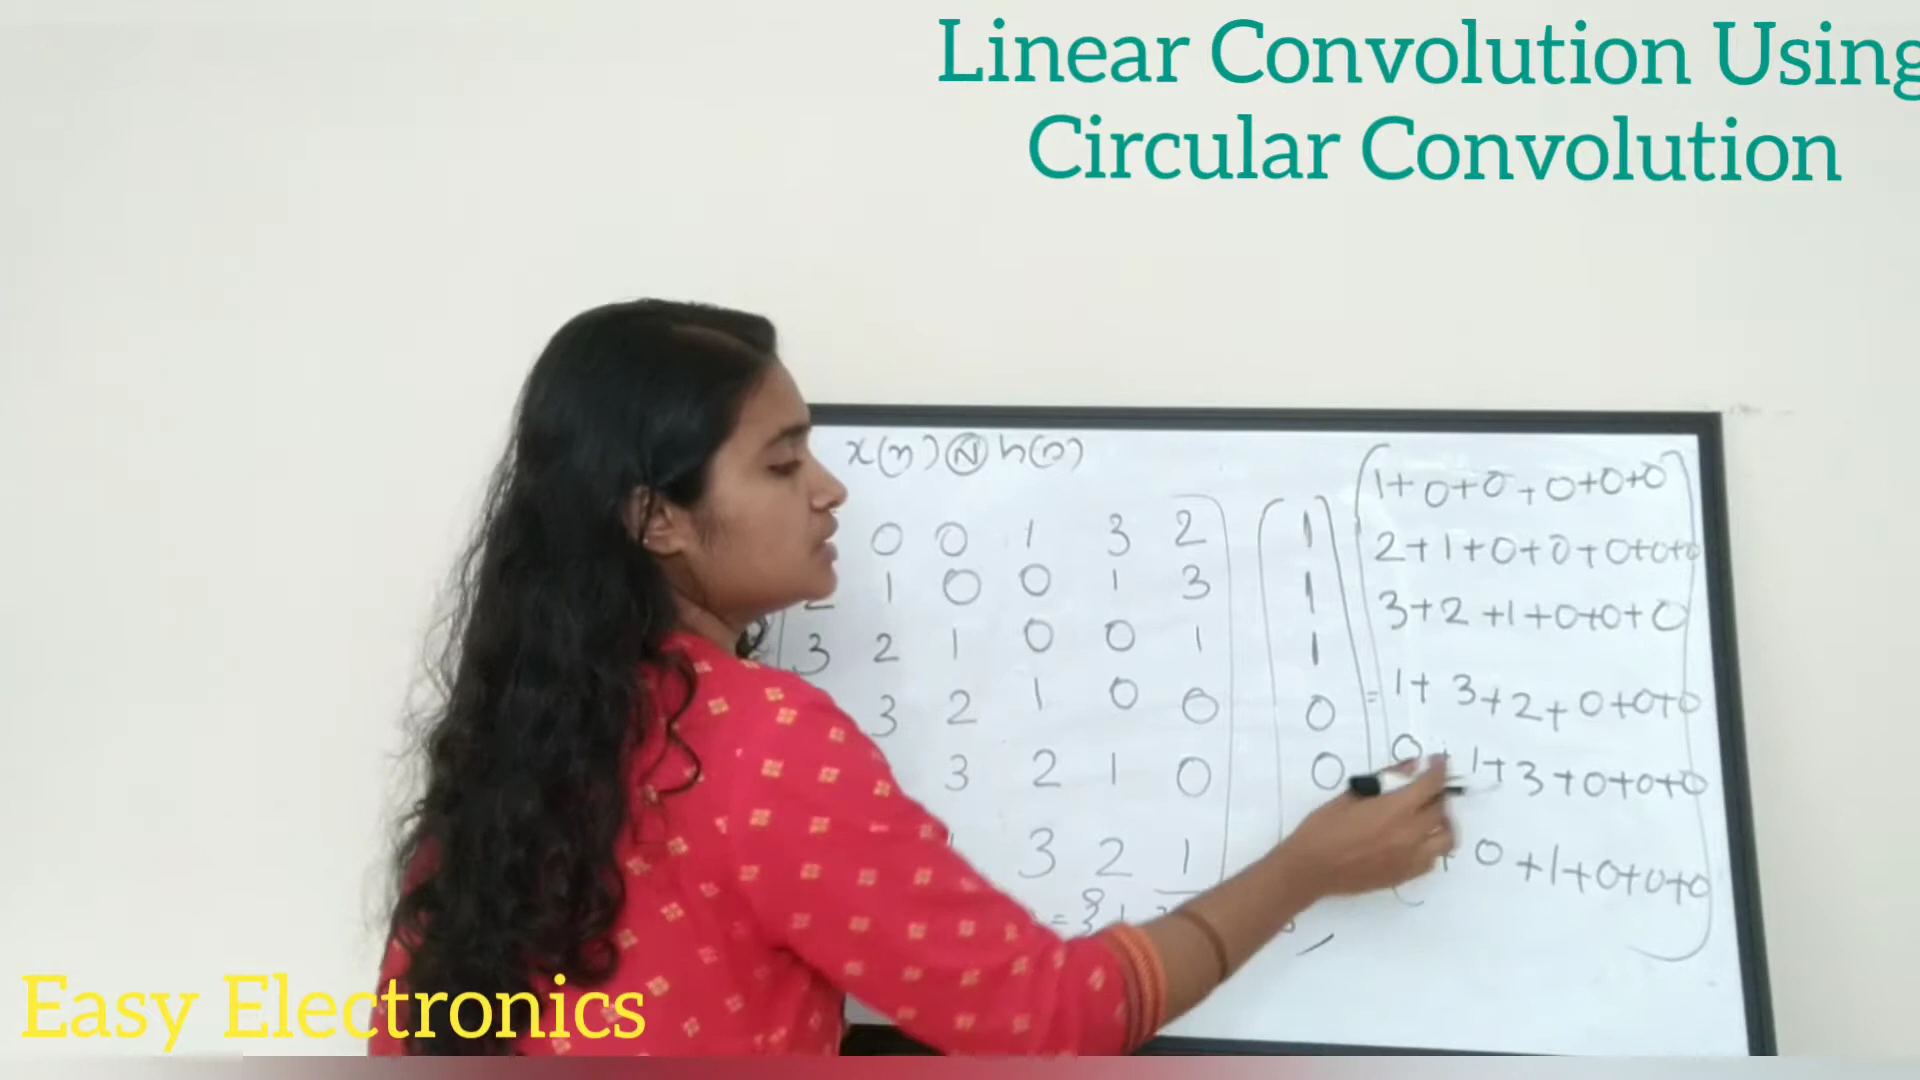 Linear Convolution Using
Circular Convolution
x(n) Ⓝ h(n)
0 0 1 3 2
2 1 0 0 1 3
3 2 1 0 0 1
3 2 1 0 0
3 2 1 0
3 2 1
1
1
1
0
0
1+0+0+0+0+0
2+1+0+0+0+0+0
3+2+1+0+0+0
= 1+3+2+0+0+0
0+1+3+0+0+0
+0+1+0+0+0
= {1
Easy Electronics